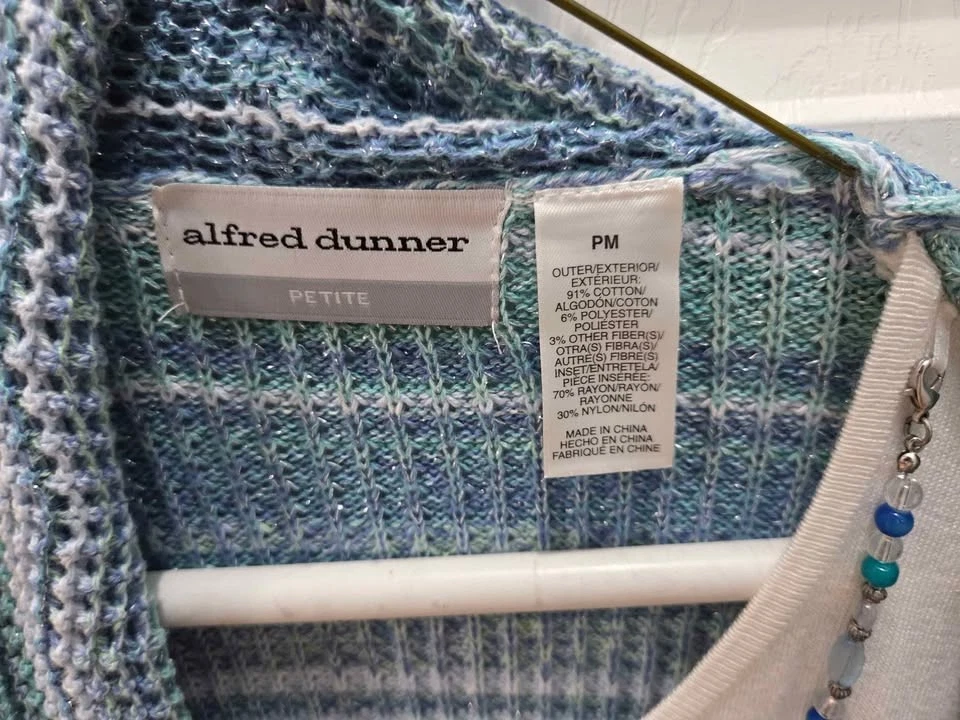 alfred dunner
PETITE
PM
OUTER/EXTERIOR/
EXTÉRIEUR:
91% COTTON/
ALGODÓN/COTON
6% POLYESTER/
POLIÉSTER
3% OTHER FIBER(S)/
OTRA(S) FIBRA(S)/
AUTRE(S) FIBRE(S)
INSET/ENTRETELA/
PIÈCE INSÉRÉE:
70% RAYON/RAYÓN/
RAYONNE
30% NYLON/NILÓN
MADE IN CHINA
HECHO EN CHINA
FABRIQUÉ EN CHINE